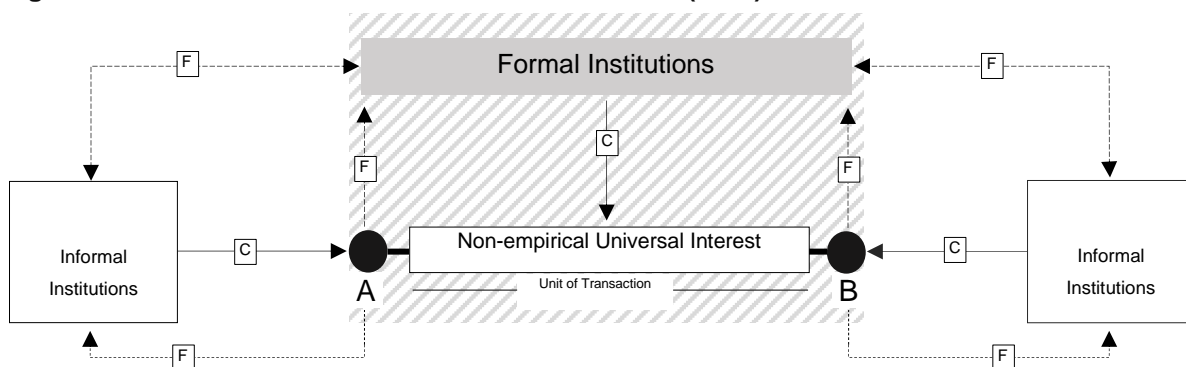 F
Formal Institutions
F
C
F
F
Non-empirical Universal Interest
Informal
Institutions
C
C
Informal
Institutions
Unit of Transaction
A
B
F
F